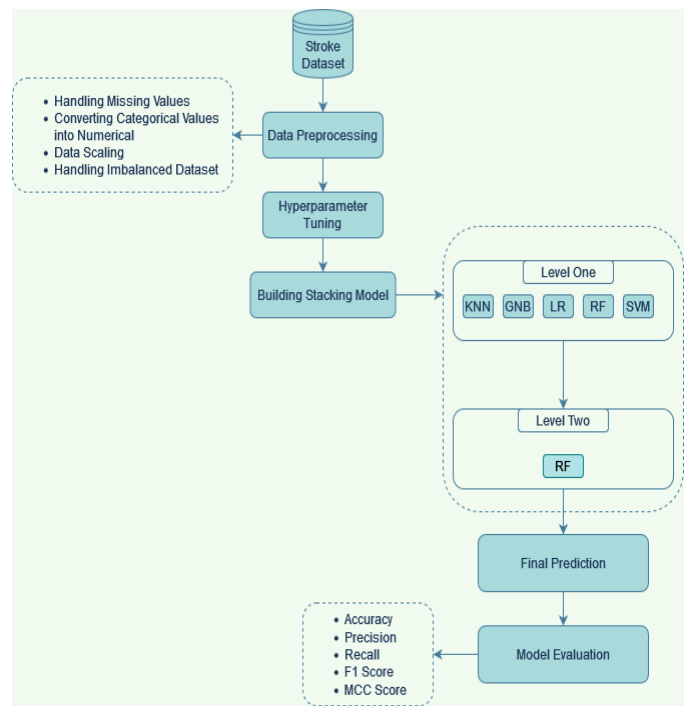 Stroke
Dataset
• Handling Missing Values
• Converting Categorical Values
into Numerical
• Data Scaling
• Handling Imbalanced Dataset
Data Preprocessing
Hyperparameter
Tuning
Building Stacking Model
Level One
KNN GNB LR RF SVM
Level Two
RF
Final Prediction
Model Evaluation
• Accuracy
• Precision
• Recall
• F1 Score
• MCC Score